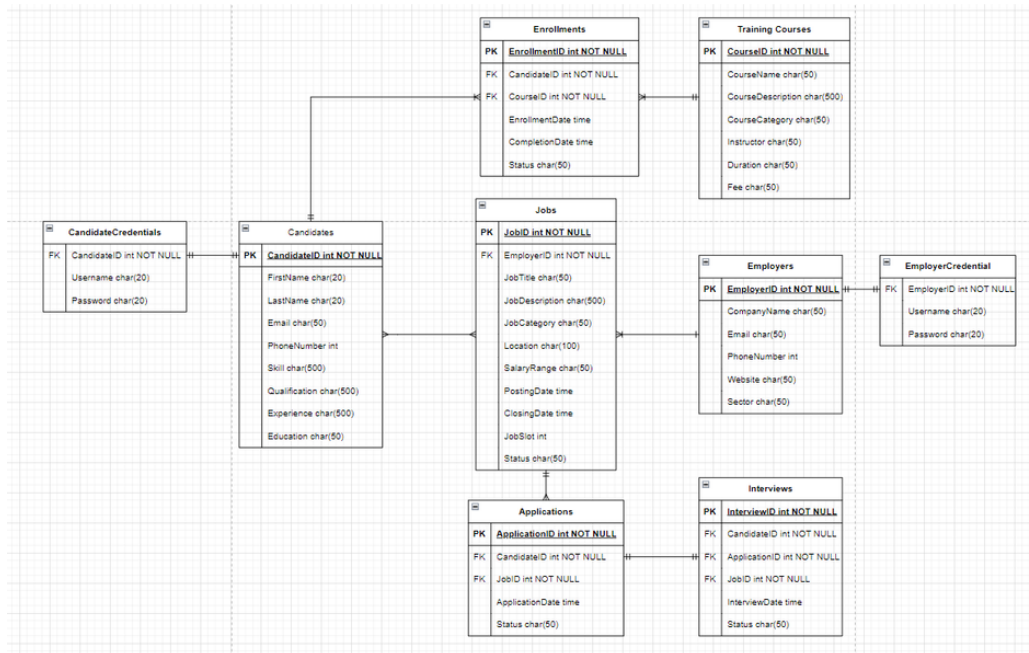 Enrollments
PK EnrollmentID int NOT NULL
FK CandidateID int NOT NULL
FK CourseID int NOT NULL
EnrollmentDate time
CompletionDate time
Status char(50)
Training Courses
PK CourseID int NOT NULL
CourseName char(50)
CourseDescription char(500)
CourseCategory char(50)
Instructor char(50)
Duration char(50)
Fee char(50)
CandidateCredentials
FK CandidateID int NOT NULL
Username char(20)
Password char(20)
Candidates
PK CandidateID int NOT NULL
FirstName char(20)
LastName char(20)
Email char(50)
PhoneNumber int
Skill char(500)
Qualification char(500)
Experience char(500)
Education char(50)
Jobs
PK JobID int NOT NULL
FK EmployerID int NOT NULL
JobTitle char(50)
JobDescription char(500)
JobCategory char(50)
Location char(100)
SalaryRange char(50)
PostingDate time
ClosingDate time
JobSlot int
Status char(50)
Employers
PK EmployerID int NOT NULL
CompanyName char(50)
Email char(50)
PhoneNumber int
Website char(50)
Sector char(50)
EmployerCredential
FK EmployerID int NOT NULL
Username char(20)
Password char(20)
Applications
PK ApplicationID int NOT NULL
FK CandidateID int NOT NULL
FK JobID int NOT NULL
ApplicationDate time
Status char(50)
Interviews
PK InterviewID int NOT NULL
FK CandidateID int NOT NULL
FK ApplicationID int NOT NULL
FK JobID int NOT NULL
InterviewDate time
Status char(50)